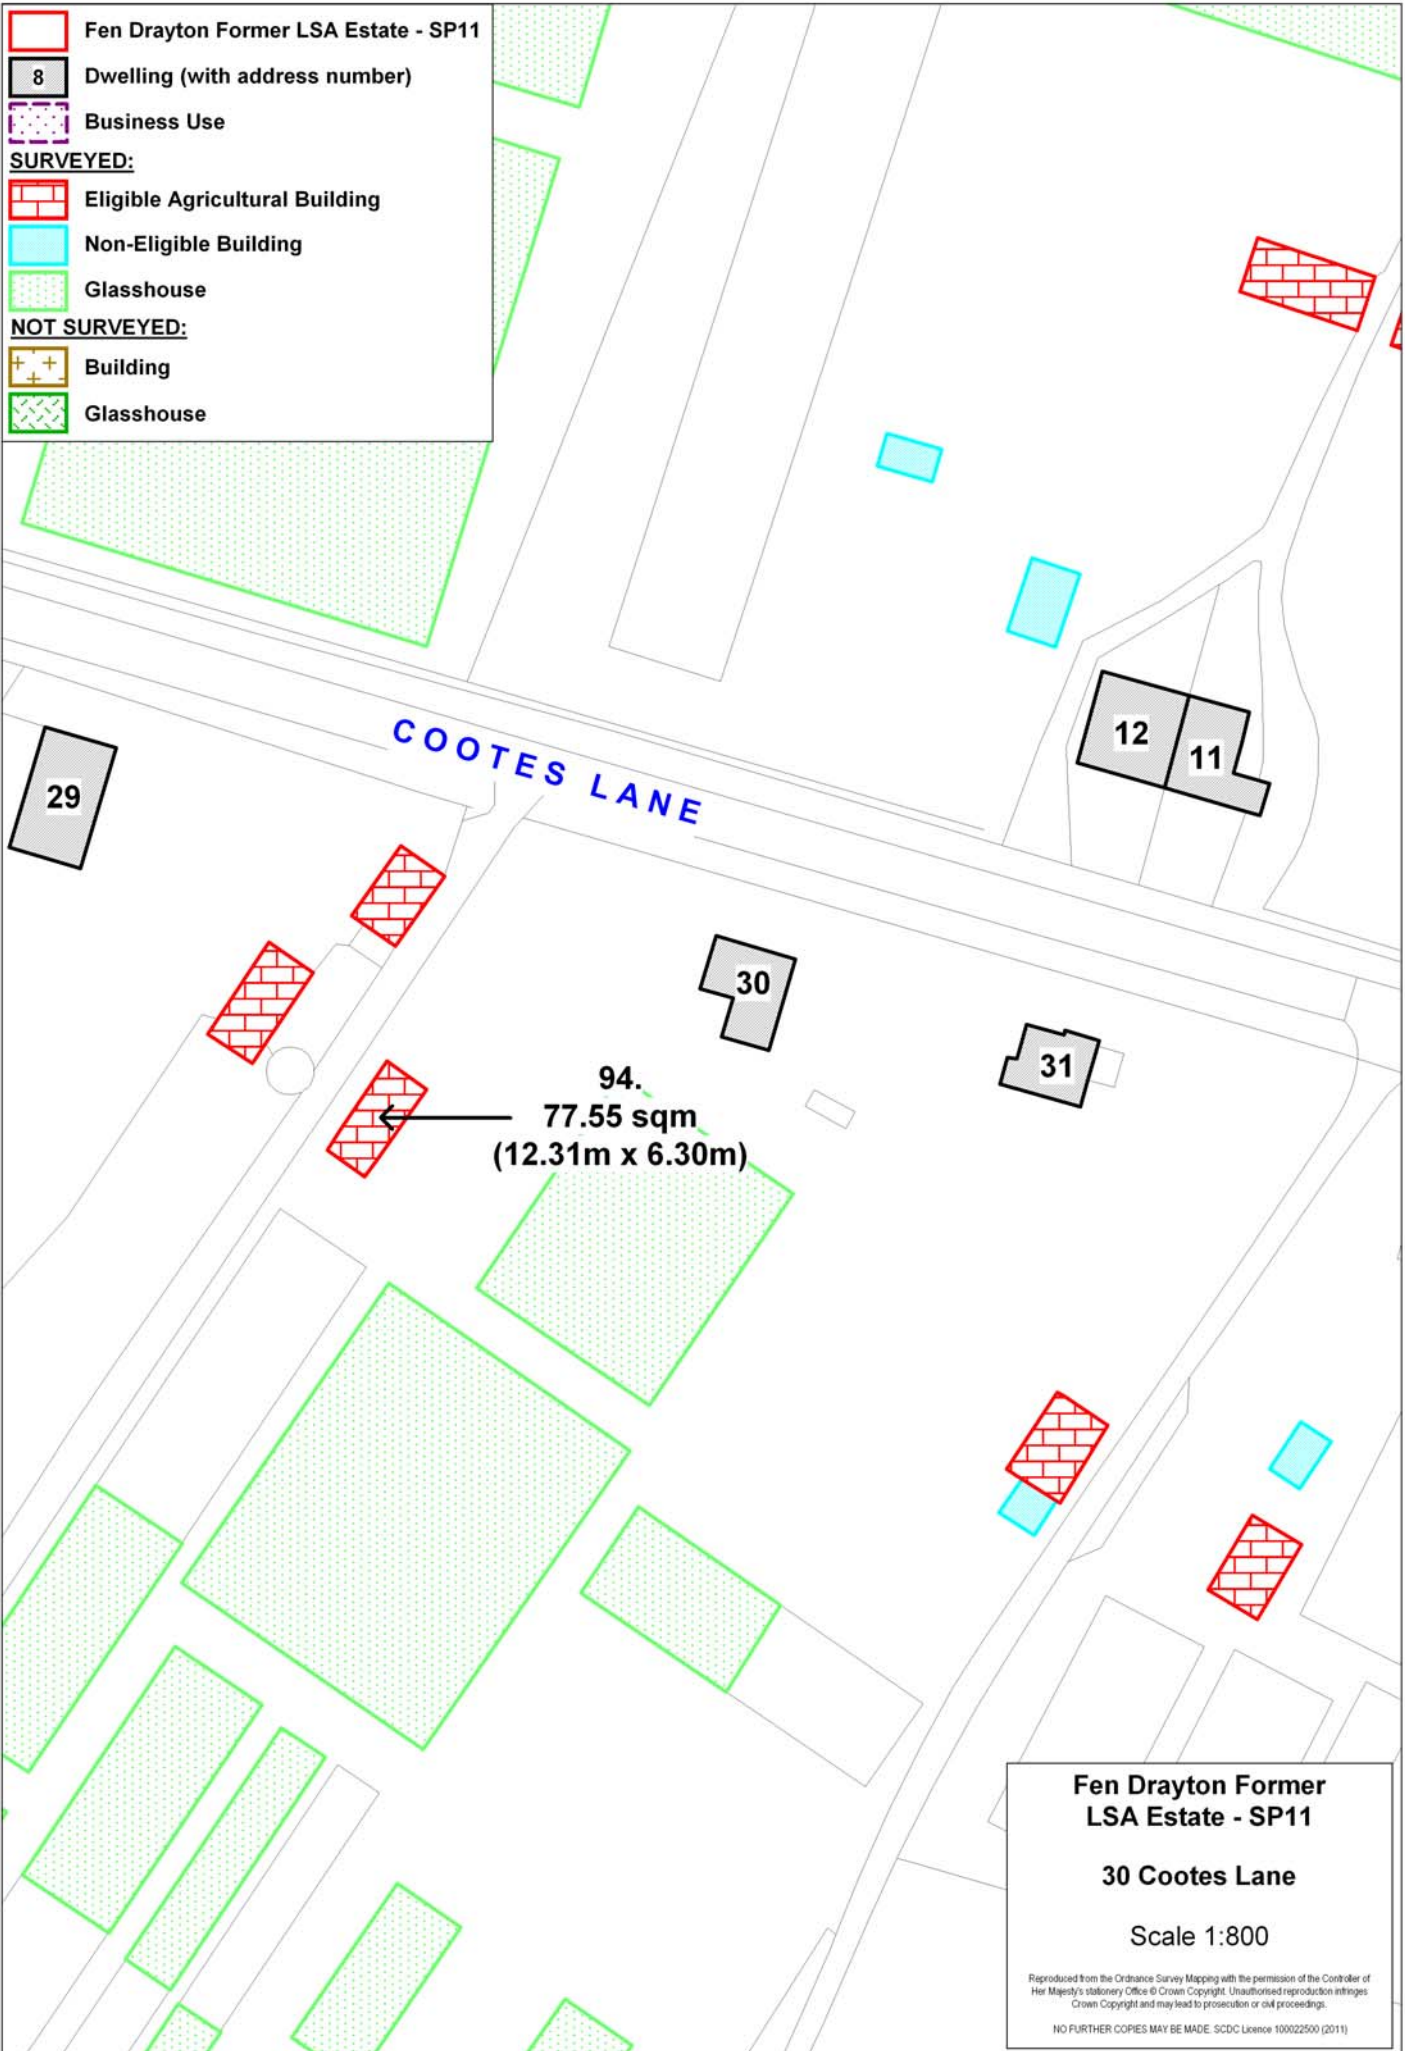 Fen Drayton Former LSA Estate - SP11
8 Dwelling (with address number)
Business Use
SURVEYED:
Eligible Agricultural Building
Non-Eligible Building
Glasshouse
NOT SURVEYED:
Building
Glasshouse
12
11
COOTES LANE
29
30
31
94.
77.55 sqm
(12.31m x 6.30m)
Fen Drayton Former
LSA Estate - SP11
30 Cootes Lane
Scale 1:800
Reproduced from the Ordnance Survey Mapping with the permission of the Controller of
Her Majesty's stationery Office © Crown Copyright. Unauthorised reproduction infringes
Crown Copyright and may lead to prosecution or civil proceedings.
NO FURTHER COPIES MAY BE MADE. SCDC Licence 100022500 (2011)